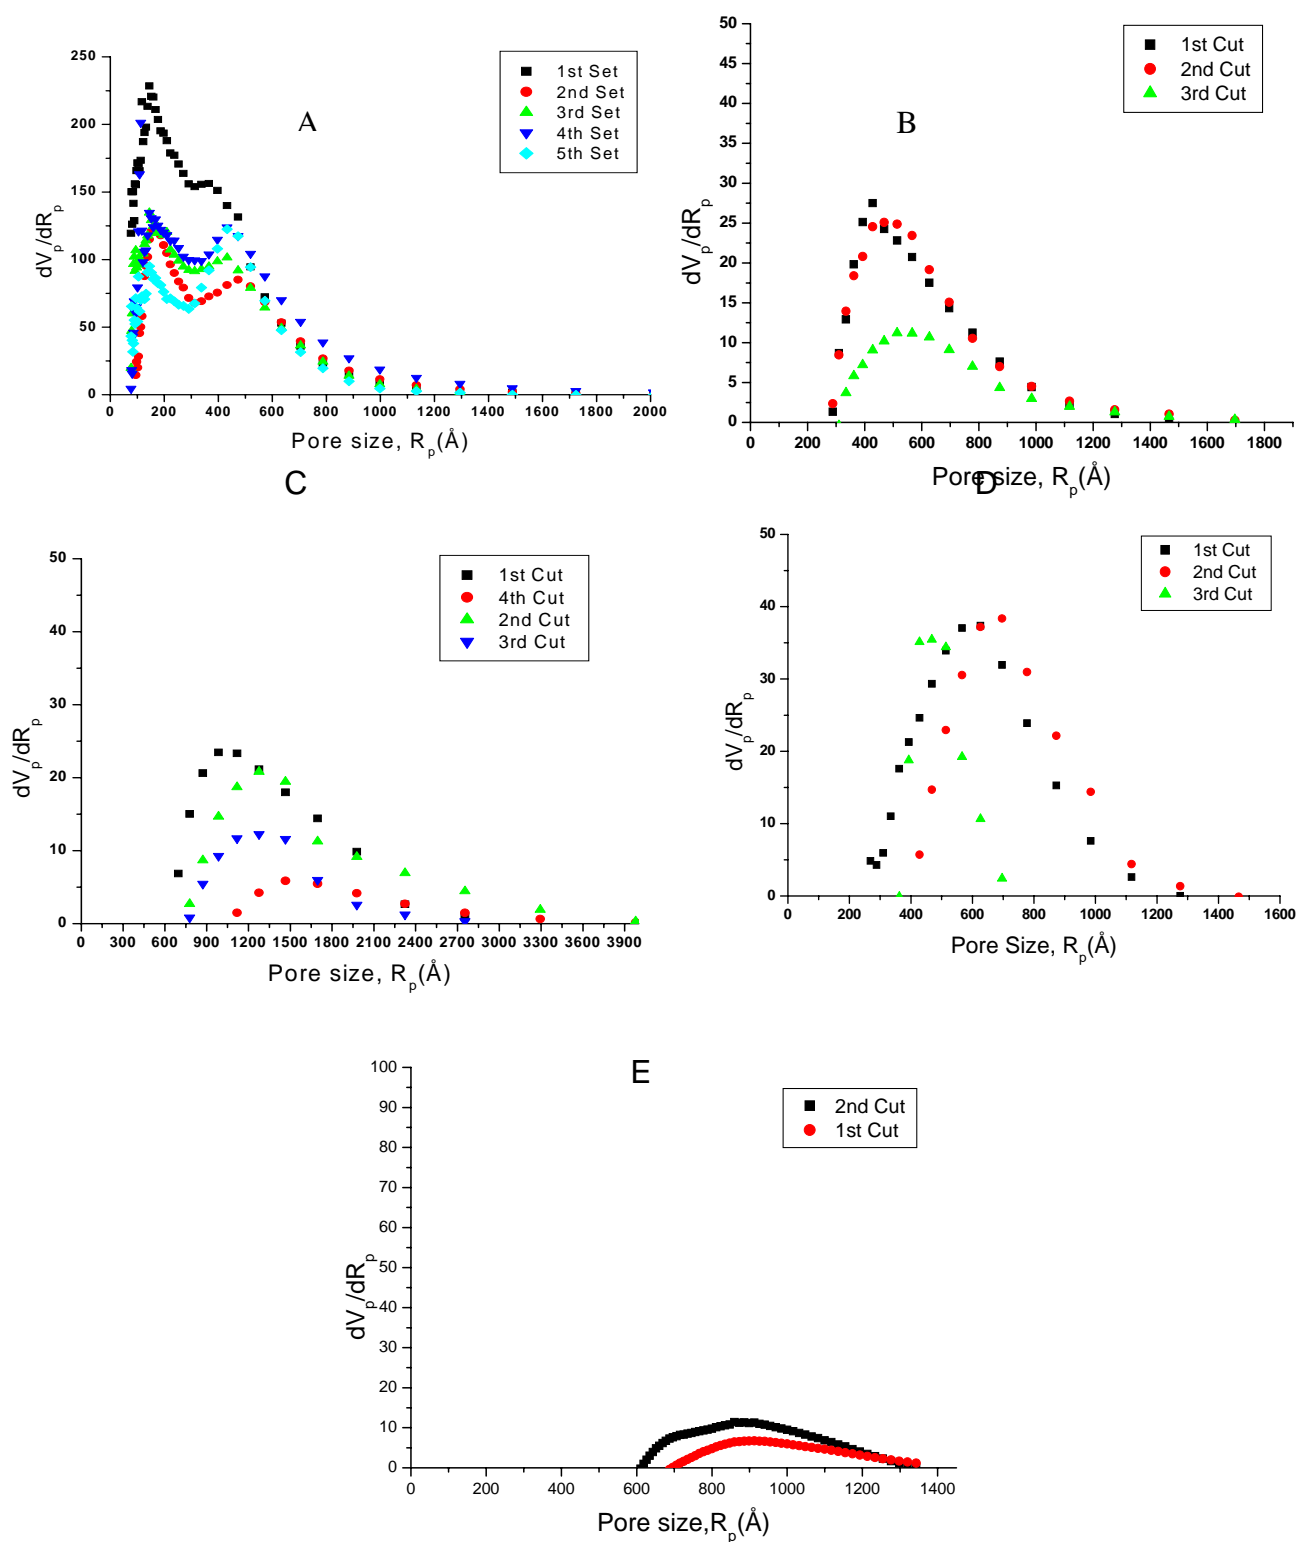 A
250
200
150
100
50
0
dVp/dRp
1st Set
2nd Set
3rd Set
4th Set
5th Set
0 200 400 600 800 1000 1200 1400 1600 1800 2000
Pore size, Rp(Å)
B
50
45
40
35
30
25
20
15
10
5
0
dVp/dRp
1st Cut
2nd Cut
3rd Cut
0 200 400 600 800 1000 1200 1400 1600 1800
Pore size, Rp(Å)
C
50
40
30
20
10
0
dVp/dRp
1st Cut
4th Cut
2nd Cut
3rd Cut
0 300 600 900 1200 1500 1800 2100 2400 2700 3000 3300 3600 3900
Pore size, Rp(Å)
D
50
40
30
20
10
0
dVp/dRp
1st Cut
2nd Cut
3rd Cut
0 200 400 600 800 1000 1200 1400 1600
Pore Size, Rp(Å)
E
100
90
80
70
60
50
40
30
20
10
0
dVp/dRp
2nd Cut
1st Cut
0 200 400 600 800 1000 1200 1400
Pore size,Rp(Å)